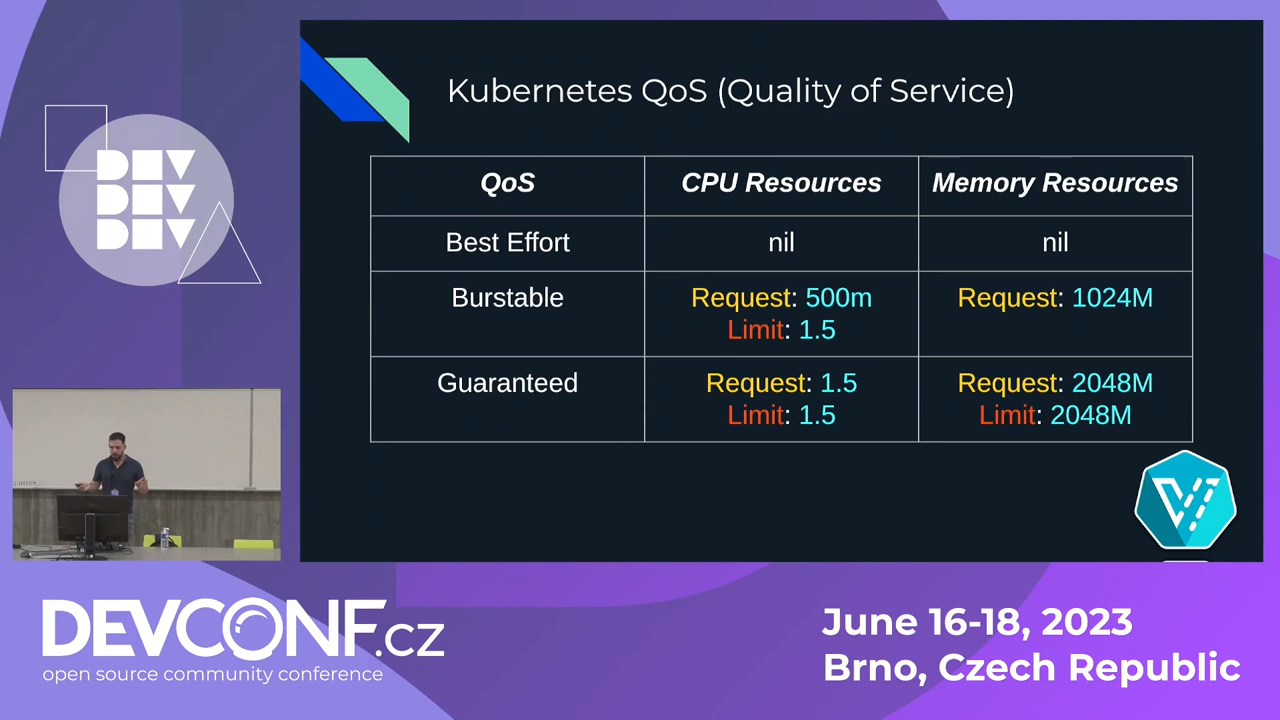 DEV
DEV
DEV
Kubernetes QoS (Quality of Service)
QoS
CPU Resources
Memory Resources
Best Effort
nil
nil
Burstable
Request: 500m
Limit: 1.5
Request: 1024M
Guaranteed
Request: 1.5
Limit: 1.5
Request: 2048M
Limit: 2048M
DEVCONF.cz
open source community conference
June 16-18, 2023
Brno, Czech Republic